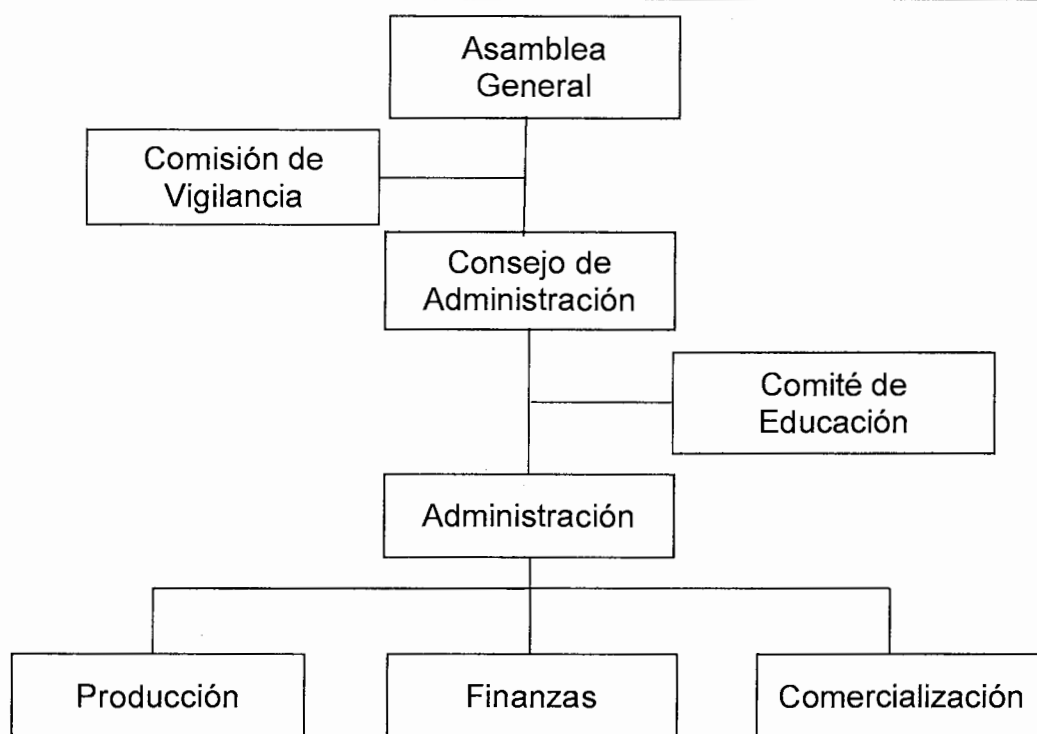 Asamblea
General
Comisión de
Vigilancia
Consejo de
Administración
Comité de
Educación
Administración
Producción
Finanzas
Comercialización